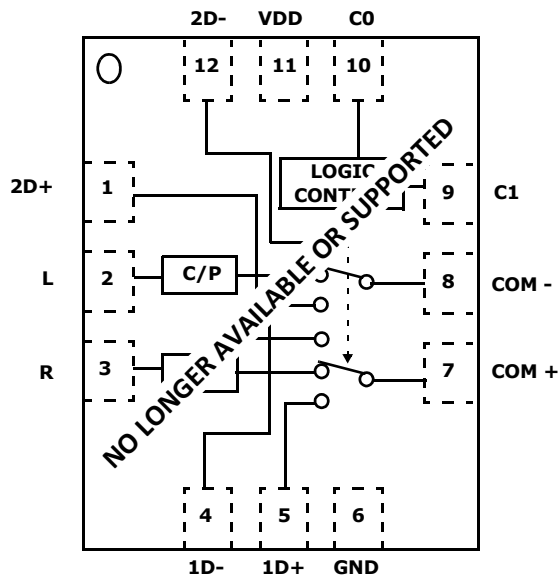 2D- VDD C0
12 11 10
LOGIC
2D+ 1 9 C1
L 2 C/P 8 COM -
R 3 7 COM +
NO LONGER AVAILABLE OR SUPPORTED
4 5 6
1D- 1D+ GND